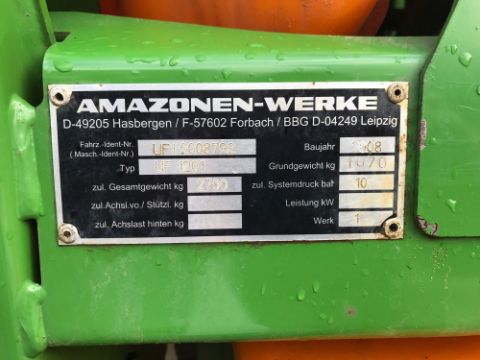 AMAZONEN-WERKE
D-49205 Hasbergen / F-57602 Forbach / BBG D-04249 Leipzig
Fahrz.-Ident-Nr. Baujahr
( Masch.-Ident-Nr.) Grundgewicht kg
Typ zul. Systemdruck bar 10
zul. Gesamtgewicht kg Leistung kW
zul. Achsl.vo./ Stützl. kg Werk 1
zul. Achslast hinten kg